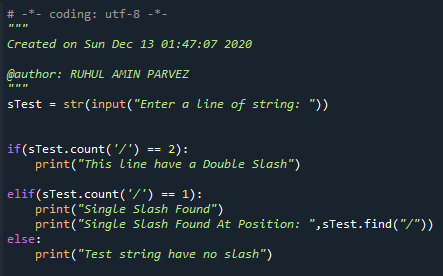 # -*- coding: utf-8 -*-
"""
Created on Sun Dec 13 01:47:07 2020
@author: RUHUL AMIN PARVEZ
"""
sTest = str(input("Enter a line of string: "))
if(sTest.count('/') == 2):
    print("This line have a Double Slash")
elif(sTest.count('/') == 1):
    print("Single Slash Found")
    print("Single Slash Found At Position: ",sTest.find("/"))
else:
    print("Test string have no slash")